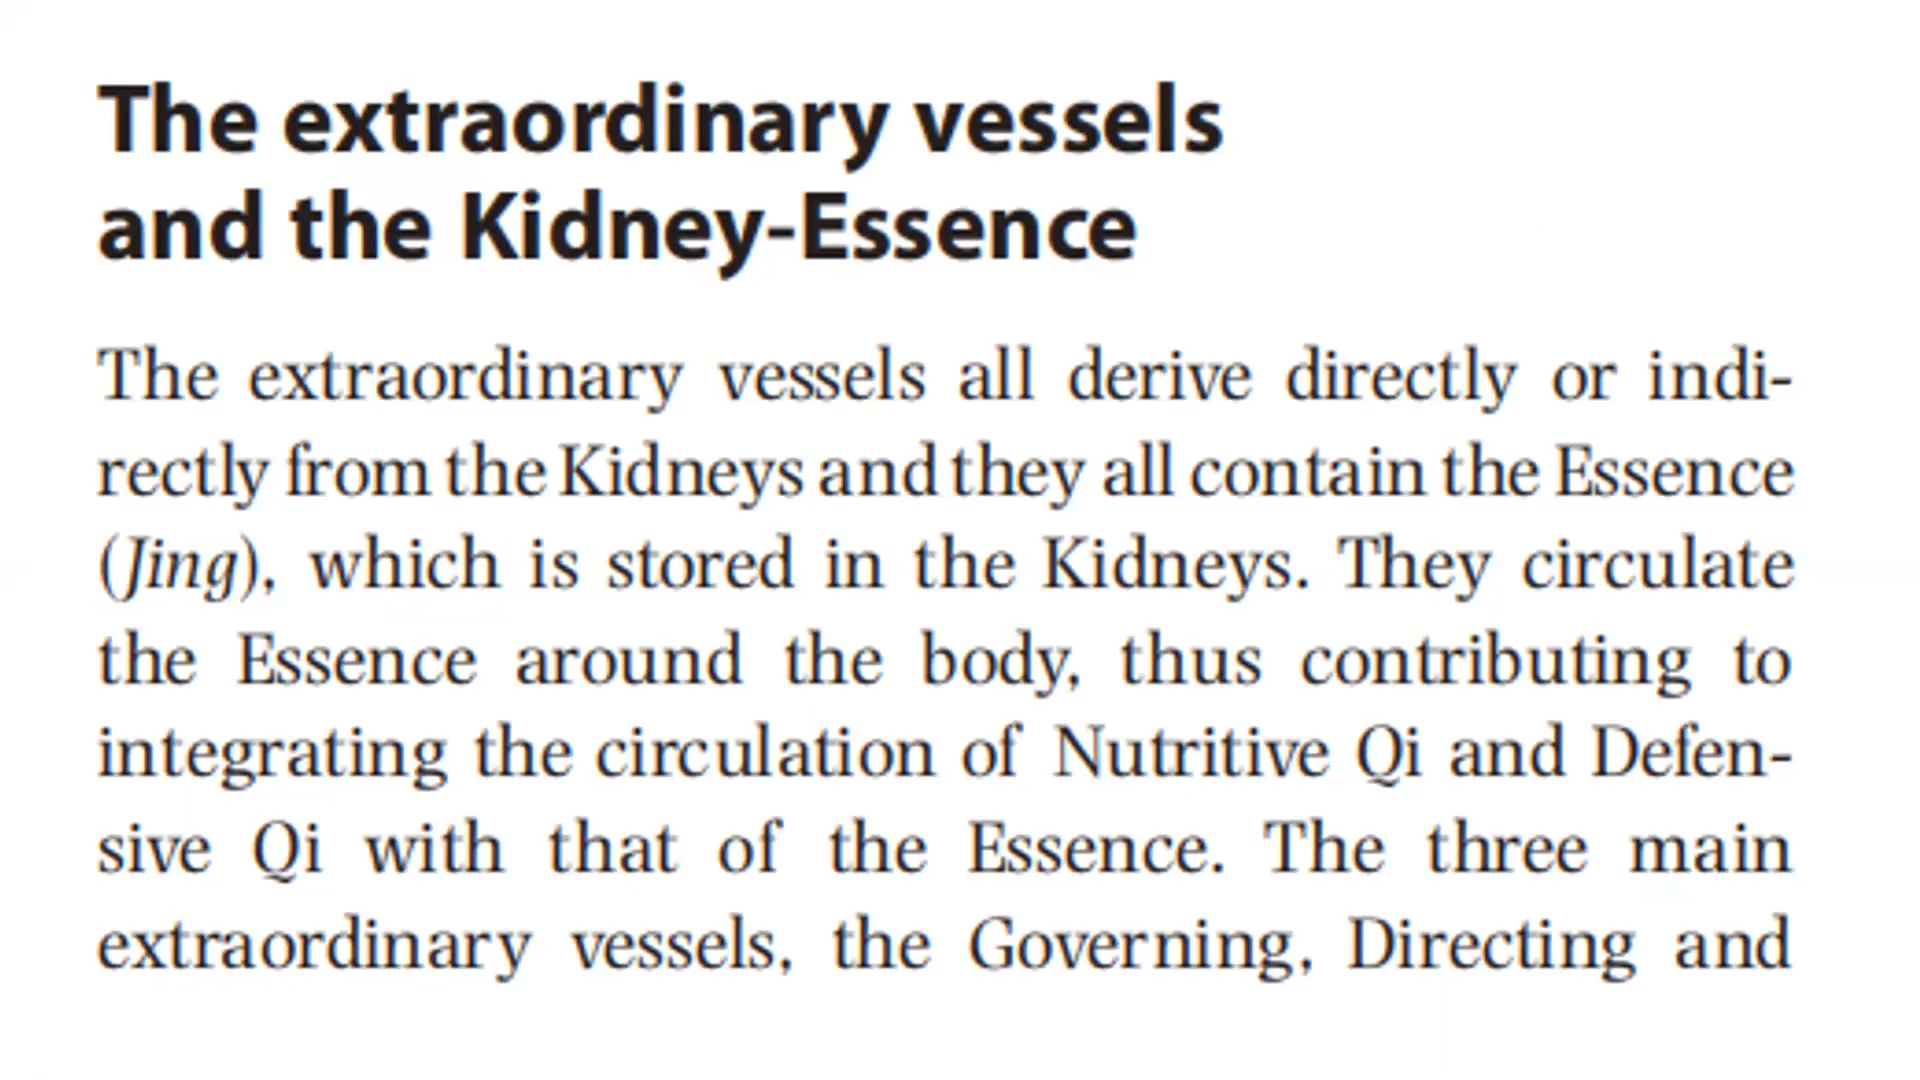 The extraordinary vessels
and the Kidney-Essence
The extraordinary vessels all derive directly or indi-
rectly from the Kidneys and they all contain the Essence
(Jing), which is stored in the Kidneys. They circulate
the Essence around the body, thus contributing to
integrating the circulation of Nutritive Qi and Defen-
sive Qi with that of the Essence. The three main
extraordinary vessels, the Governing, Directing and